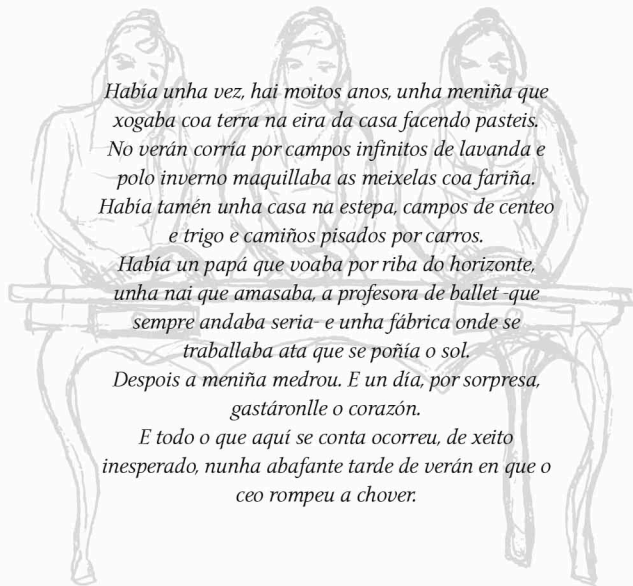 Había unha vez, hai moitos anos, unha meniña que
xogaba coa terra na eira da casa facendo pasteis.
No verán corría por campos infinitos de lavanda e
polo inverno maquillaba as meixelas coa fariña.
Había tamén unha casa na estepa, campos de centeo
e trigo e camiños pisados por carros.
Había un papá que voaba por riba do horizonte,
unha nai que amasaba, a profesora de ballet -que
sempre andaba seria- e unha fábrica onde se
traballaba ata que se poñía o sol.
Despois a meniña medrou. E un día, por sorpresa,
gastáronlle o corazón.
E todo o que aquí se conta ocorreu, de xeito
inesperado, nunha abafante tarde de verán en que o
ceo rompeu a chover.